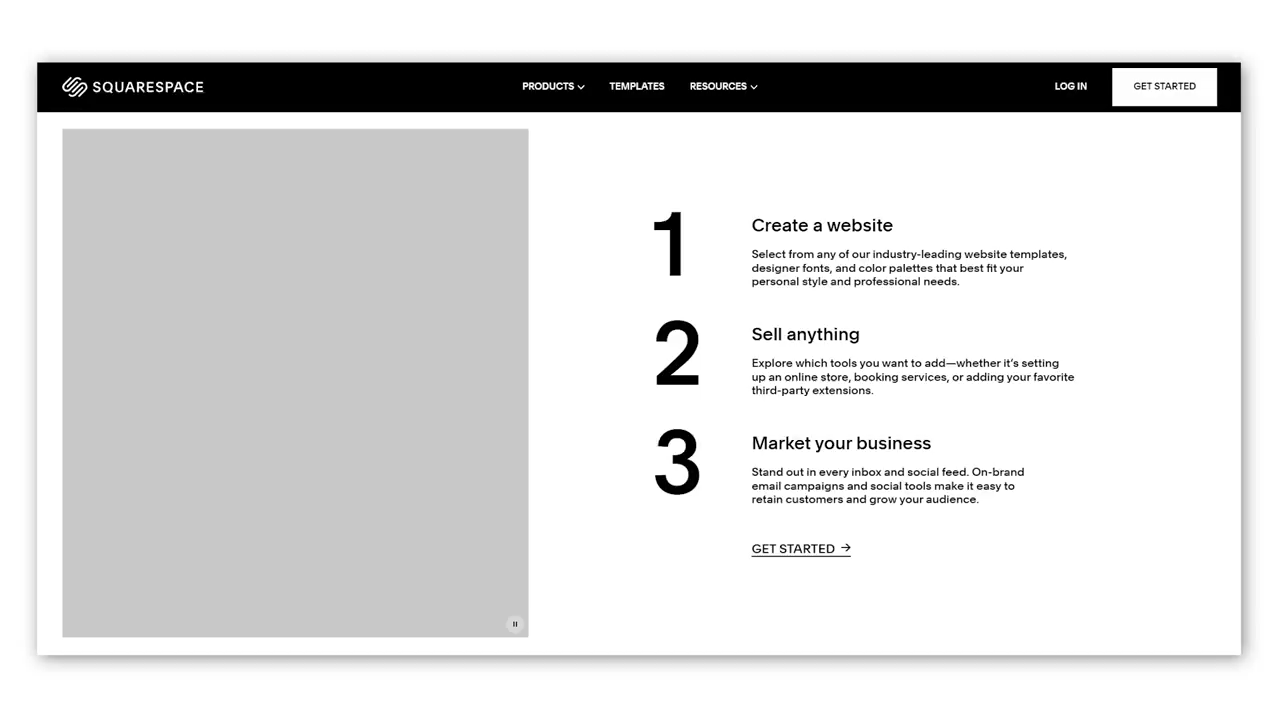 SQUARESPACE
PRODUCTS
TEMPLATES
RESOURCES
LOG IN
GET STARTED
1
Create a website
Select from any of our industry-leading website templates,
designer fonts, and color palettes that best fit your
personal style and professional needs.
2
Sell anything
Explore which tools you want to add—whether it’s setting
up an online store, booking services, or adding your favorite
third-party extensions.
3
Market your business
Stand out in every inbox and social feed. On-brand
email campaigns and social tools make it easy to
retain customers and grow your audience.
GET STARTED →